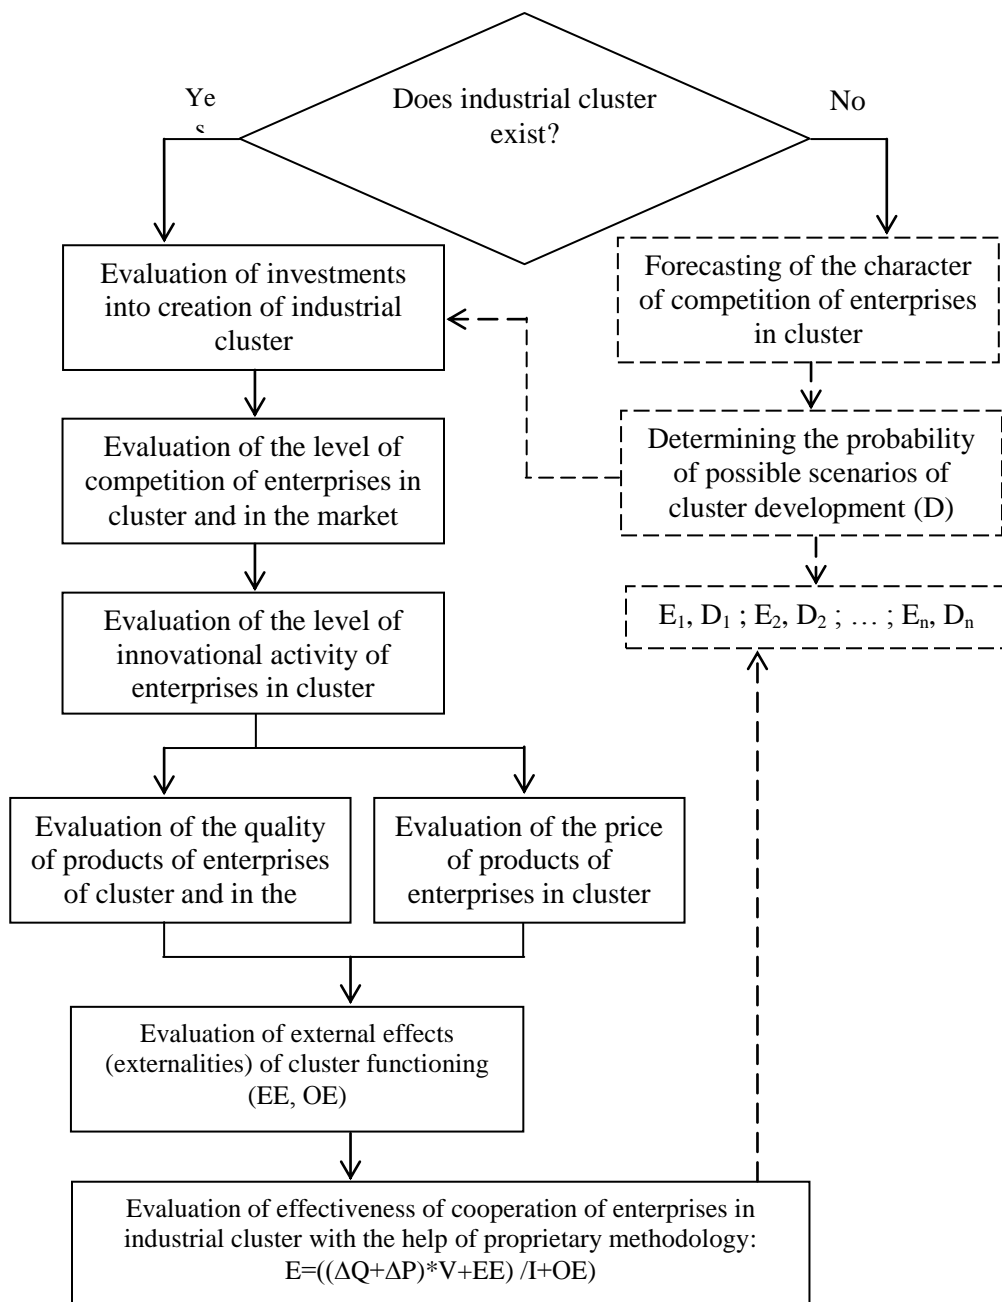 Does industrial cluster
exist?
Ye
s
No
Evaluation of investments
into creation of industrial
cluster
Forecasting of the character
of competition of enterprises
in cluster
Evaluation of the level of
competition of enterprises in
cluster and in the market
Determining the probability
of possible scenarios of
cluster development (D)
Evaluation of the level of
innovational activity of
enterprises in cluster
E₁, D₁ ; E₂, D₂ ; … ; Eₙ, Dₙ
Evaluation of the quality
of products of enterprises
of cluster and in the
Evaluation of the price
of products of
enterprises in cluster
Evaluation of external effects
(externalities) of cluster functioning
(EE, OE)
Evaluation of effectiveness of cooperation of enterprises in
industrial cluster with the help of proprietary methodology:
E=((ΔQ+ΔP)*V+EE) /I+OE)